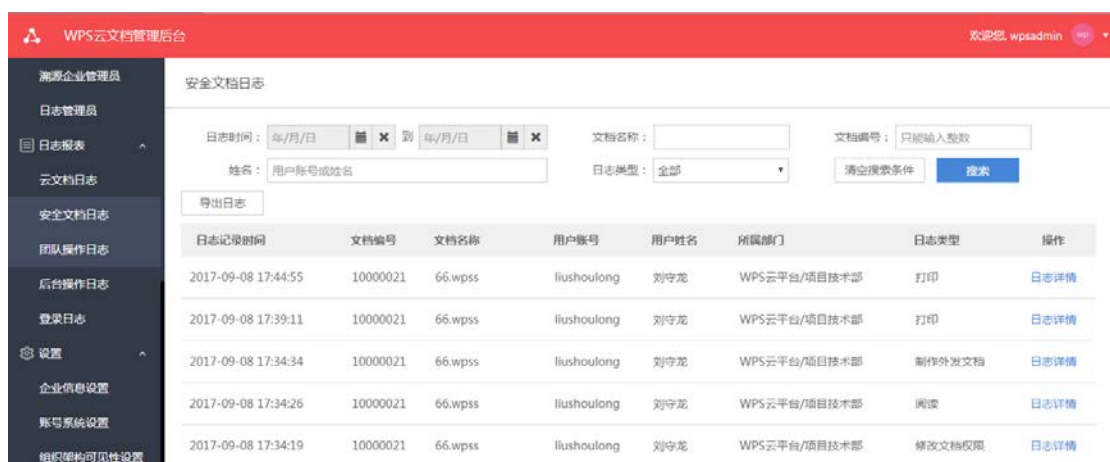 WPS云文档管理后台
欢迎您, wpsadmin wp
溯源企业管理员
日志管理员
日志报表
云文档日志
安全文档日志
团队操作日志
后台操作日志
登录日志
设置
企业信息设置
账号系统设置
组织架构可见性设置
安全文档日志
日志时间： 年/月/日 到 年/月/日 文档名称： 文档编号： 只能输入整数
姓名： 用户账号或姓名 日志类型： 全部 清空搜索条件 搜索
导出日志
日志记录时间 文档编号 文档名称 用户账号 用户姓名 所属部门 日志类型 操作
2017-09-08 17:44:55 10000021 66.wpss liushoulong 刘守龙 WPS云平台/项目技术部 打印 日志详情
2017-09-08 17:39:11 10000021 66.wpss liushoulong 刘守龙 WPS云平台/项目技术部 打印 日志详情
2017-09-08 17:34:34 10000021 66.wpss liushoulong 刘守龙 WPS云平台/项目技术部 制作外发文档 日志详情
2017-09-08 17:34:26 10000021 66.wpss liushoulong 刘守龙 WPS云平台/项目技术部 阅读 日志详情
2017-09-08 17:34:19 10000021 66.wpss liushoulong 刘守龙 WPS云平台/项目技术部 修改文档权限 日志详情